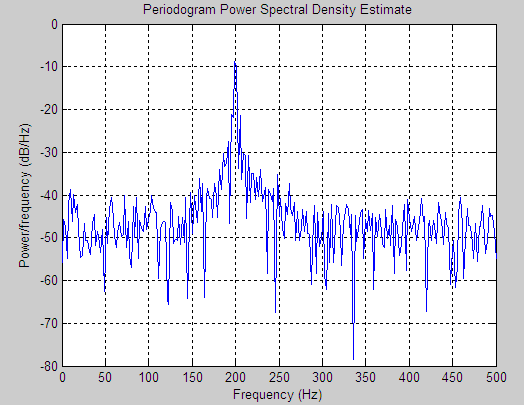 Periodogram Power Spectral Density Estimate
Power/frequency (dB/Hz)
0
-10
-20
-30
-40
-50
-60
-70
-80
0 50 100 150 200 250 300 350 400 450 500
Frequency (Hz)